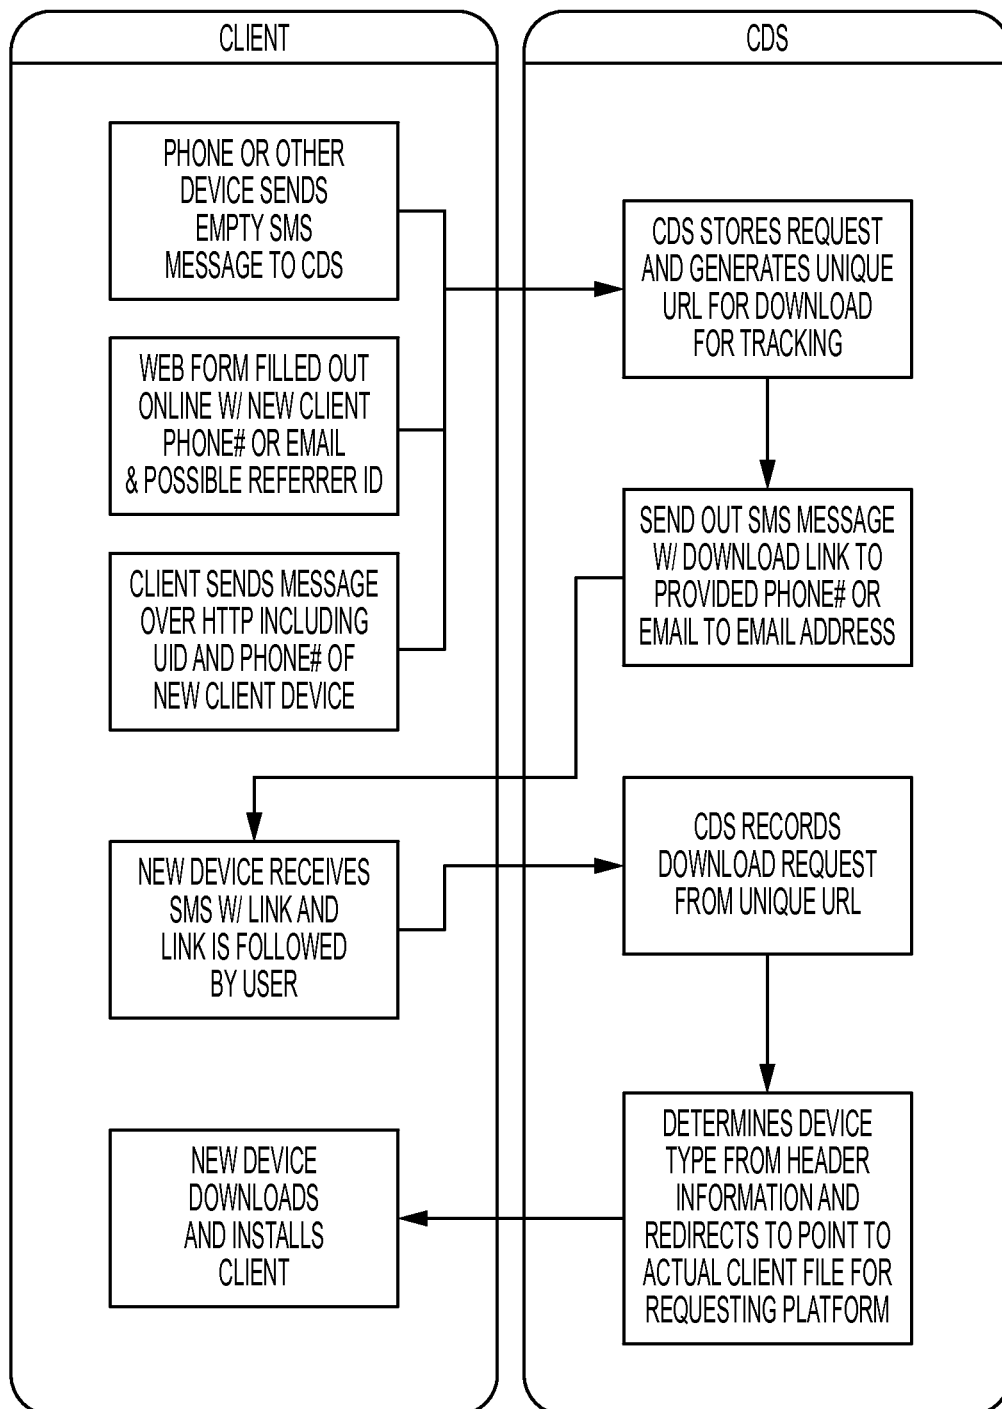 CLIENT
CDS
PHONE OR OTHER
DEVICE SENDS
EMPTY SMS
MESSAGE TO CDS
CDS STORES REQUEST
AND GENERATES UNIQUE
URL FOR DOWNLOAD
FOR TRACKING
WEB FORM FILLED OUT
ONLINE W/ NEW CLIENT
PHONE# OR EMAIL
& POSSIBLE REFERRER ID
SEND OUT SMS MESSAGE
W/ DOWNLOAD LINK TO
PROVIDED PHONE# OR
EMAIL TO EMAIL ADDRESS
CLIENT SENDS MESSAGE
OVER HTTP INCLUDING
UID AND PHONE# OF
NEW CLIENT DEVICE
NEW DEVICE RECEIVES
SMS W/ LINK AND
LINK IS FOLLOWED
BY USER
CDS RECORDS
DOWNLOAD REQUEST
FROM UNIQUE URL
DETERMINES DEVICE
TYPE FROM HEADER
INFORMATION AND
REDIRECTS TO POINT TO
ACTUAL CLIENT FILE FOR
REQUESTING PLATFORM
NEW DEVICE
DOWNLOADS
AND INSTALLS
CLIENT